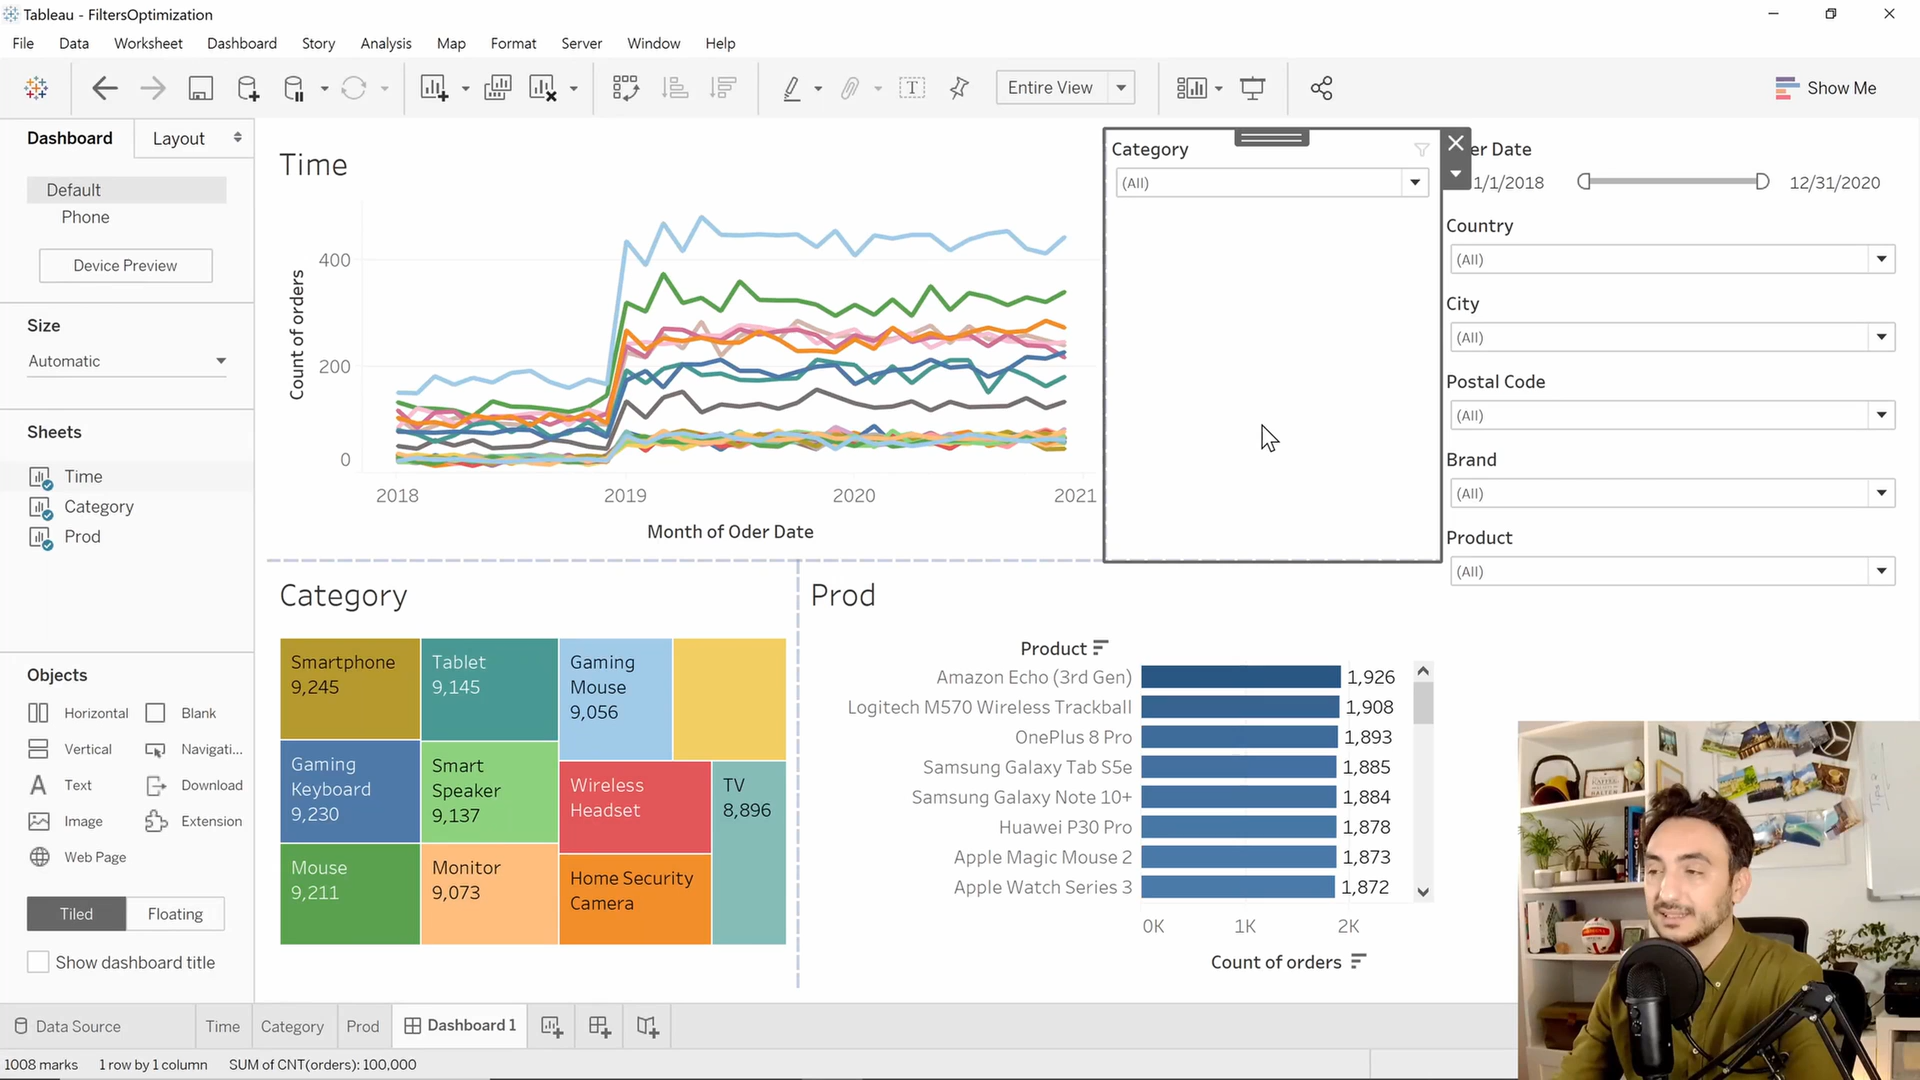 Tableau - FiltersOptimization
File Data Worksheet Dashboard Story Analysis Map Format Server Window Help
Entire View
Show Me
Dashboard
Layout
Default
Phone
Device Preview
Size
Automatic
Sheets
Time
Category
Prod
Objects
Horizontal
Blank
Vertical
Navigati...
Text
Download
Image
Extension
Web Page
Tiled
Floating
Show dashboard title
Time
Count of orders
400
200
0
2018
2019
2020
2021
Month of Oder Date
Category
(All)
er Date
1/1/2018
12/31/2020
Country
(All)
City
(All)
Postal Code
(All)
Brand
(All)
Product
(All)
Category
Smartphone
9,245
Tablet
9,145
Gaming
Mouse
9,056
Gaming
Keyboard
9,230
Smart
Speaker
9,137
Wireless
Headset
TV
8,896
Mouse
9,211
Monitor
9,073
Home Security
Camera
Prod
Product
Amazon Echo (3rd Gen) 1,926
Logitech M570 Wireless Trackball 1,908
OnePlus 8 Pro 1,893
Samsung Galaxy Tab S5e 1,885
Samsung Galaxy Note 10+ 1,884
Huawei P30 Pro 1,878
Apple Magic Mouse 2 1,873
Apple Watch Series 3 1,872
0K
1K
2K
Count of orders
Data Source
Time
Category
Prod
Dashboard 1
1008 marks
1 row by 1 column
SUM of CNT(orders): 100,000